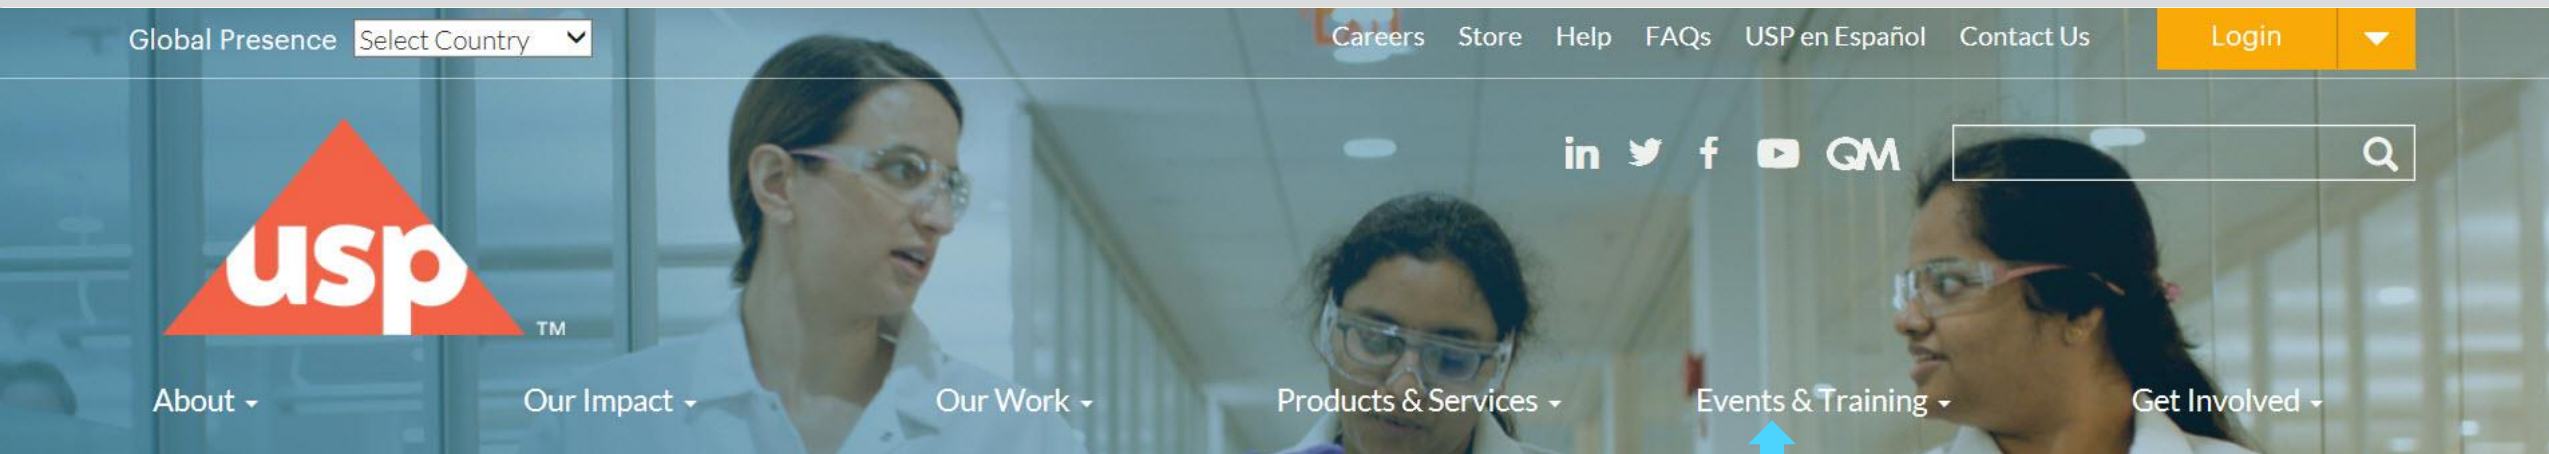 Global Presence Select Country Careers Store Help FAQs USP en Español Contact Us Login
in f QM
usp TM
About Our Impact Our Work Products & Services Events & Training Get Involved